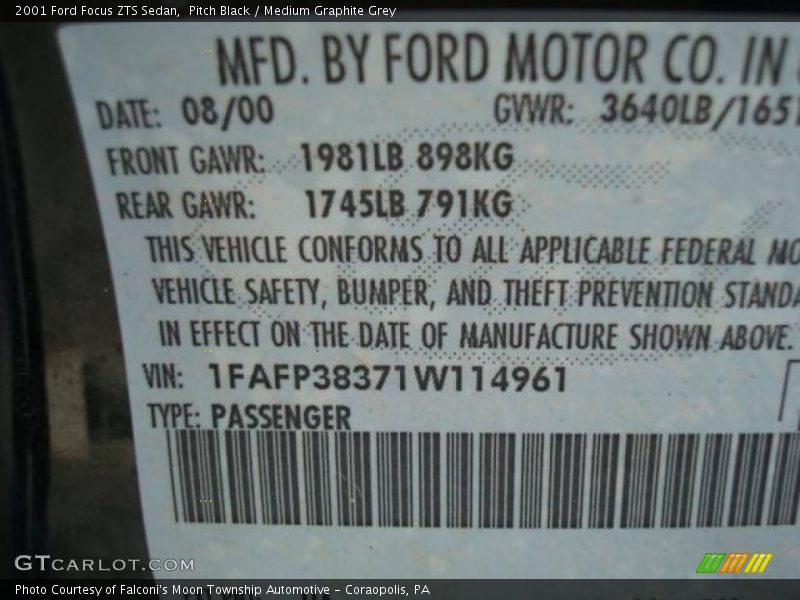 2001 Ford Focus ZTS Sedan,  Pitch Black / Medium Graphite Grey
MFD. BY FORD MOTOR CO. IN
DATE: 08/00 GVWR: 3640LB/1651
FRONT GAWR: 1981LB 898KG
REAR GAWR: 1745LB 791KG
THIS VEHICLE CONFORMS TO ALL APPLICABLE FEDERAL MO
VEHICLE SAFETY, BUMPER, AND THEFT PREVENTION STANDA
IN EFFECT ON THE DATE OF MANUFACTURE SHOWN ABOVE.
VIN: 1FAFP38371W114961
TYPE: PASSENGER
GTCARLOT.COM
Photo Courtesy of Falconi's Moon Township Automotive – Coraopolis, PA